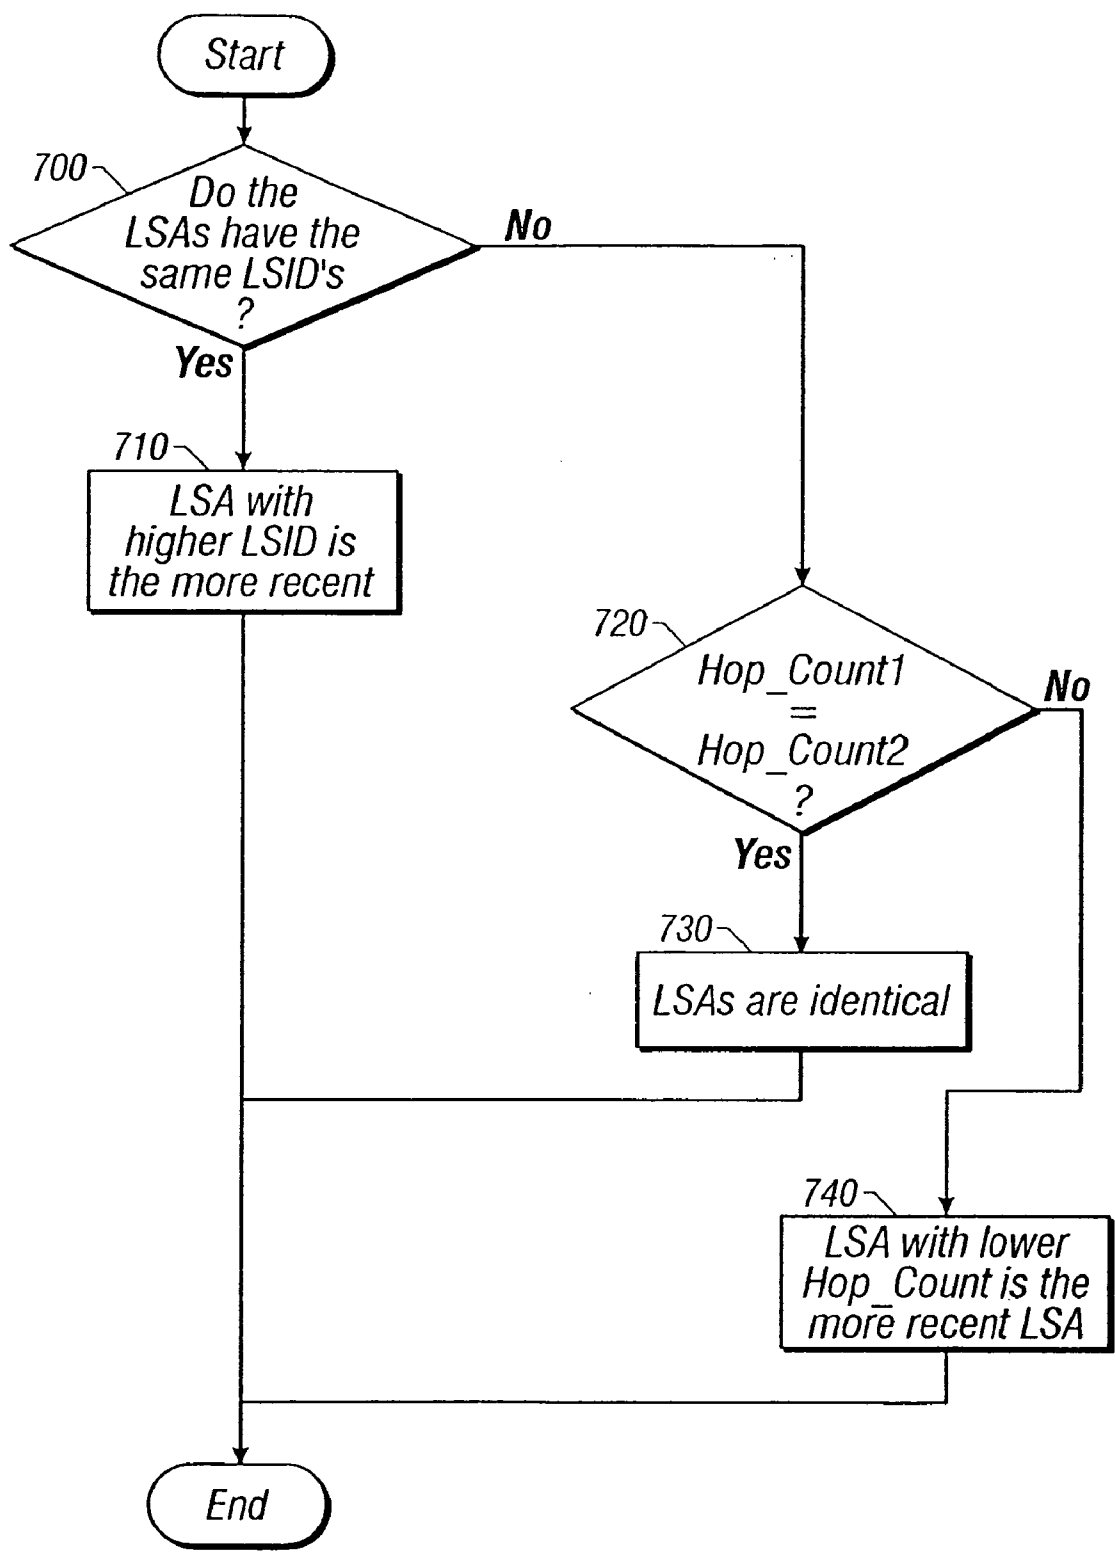 Start
700
Do the
LSAs have the
same LSID's
?
No
Yes
710
LSA with
higher LSID is
the more recent
720
Hop_Count1
=
Hop_Count2
?
No
Yes
730
LSAs are identical
740
LSA with lower
Hop_Count is the
more recent LSA
End